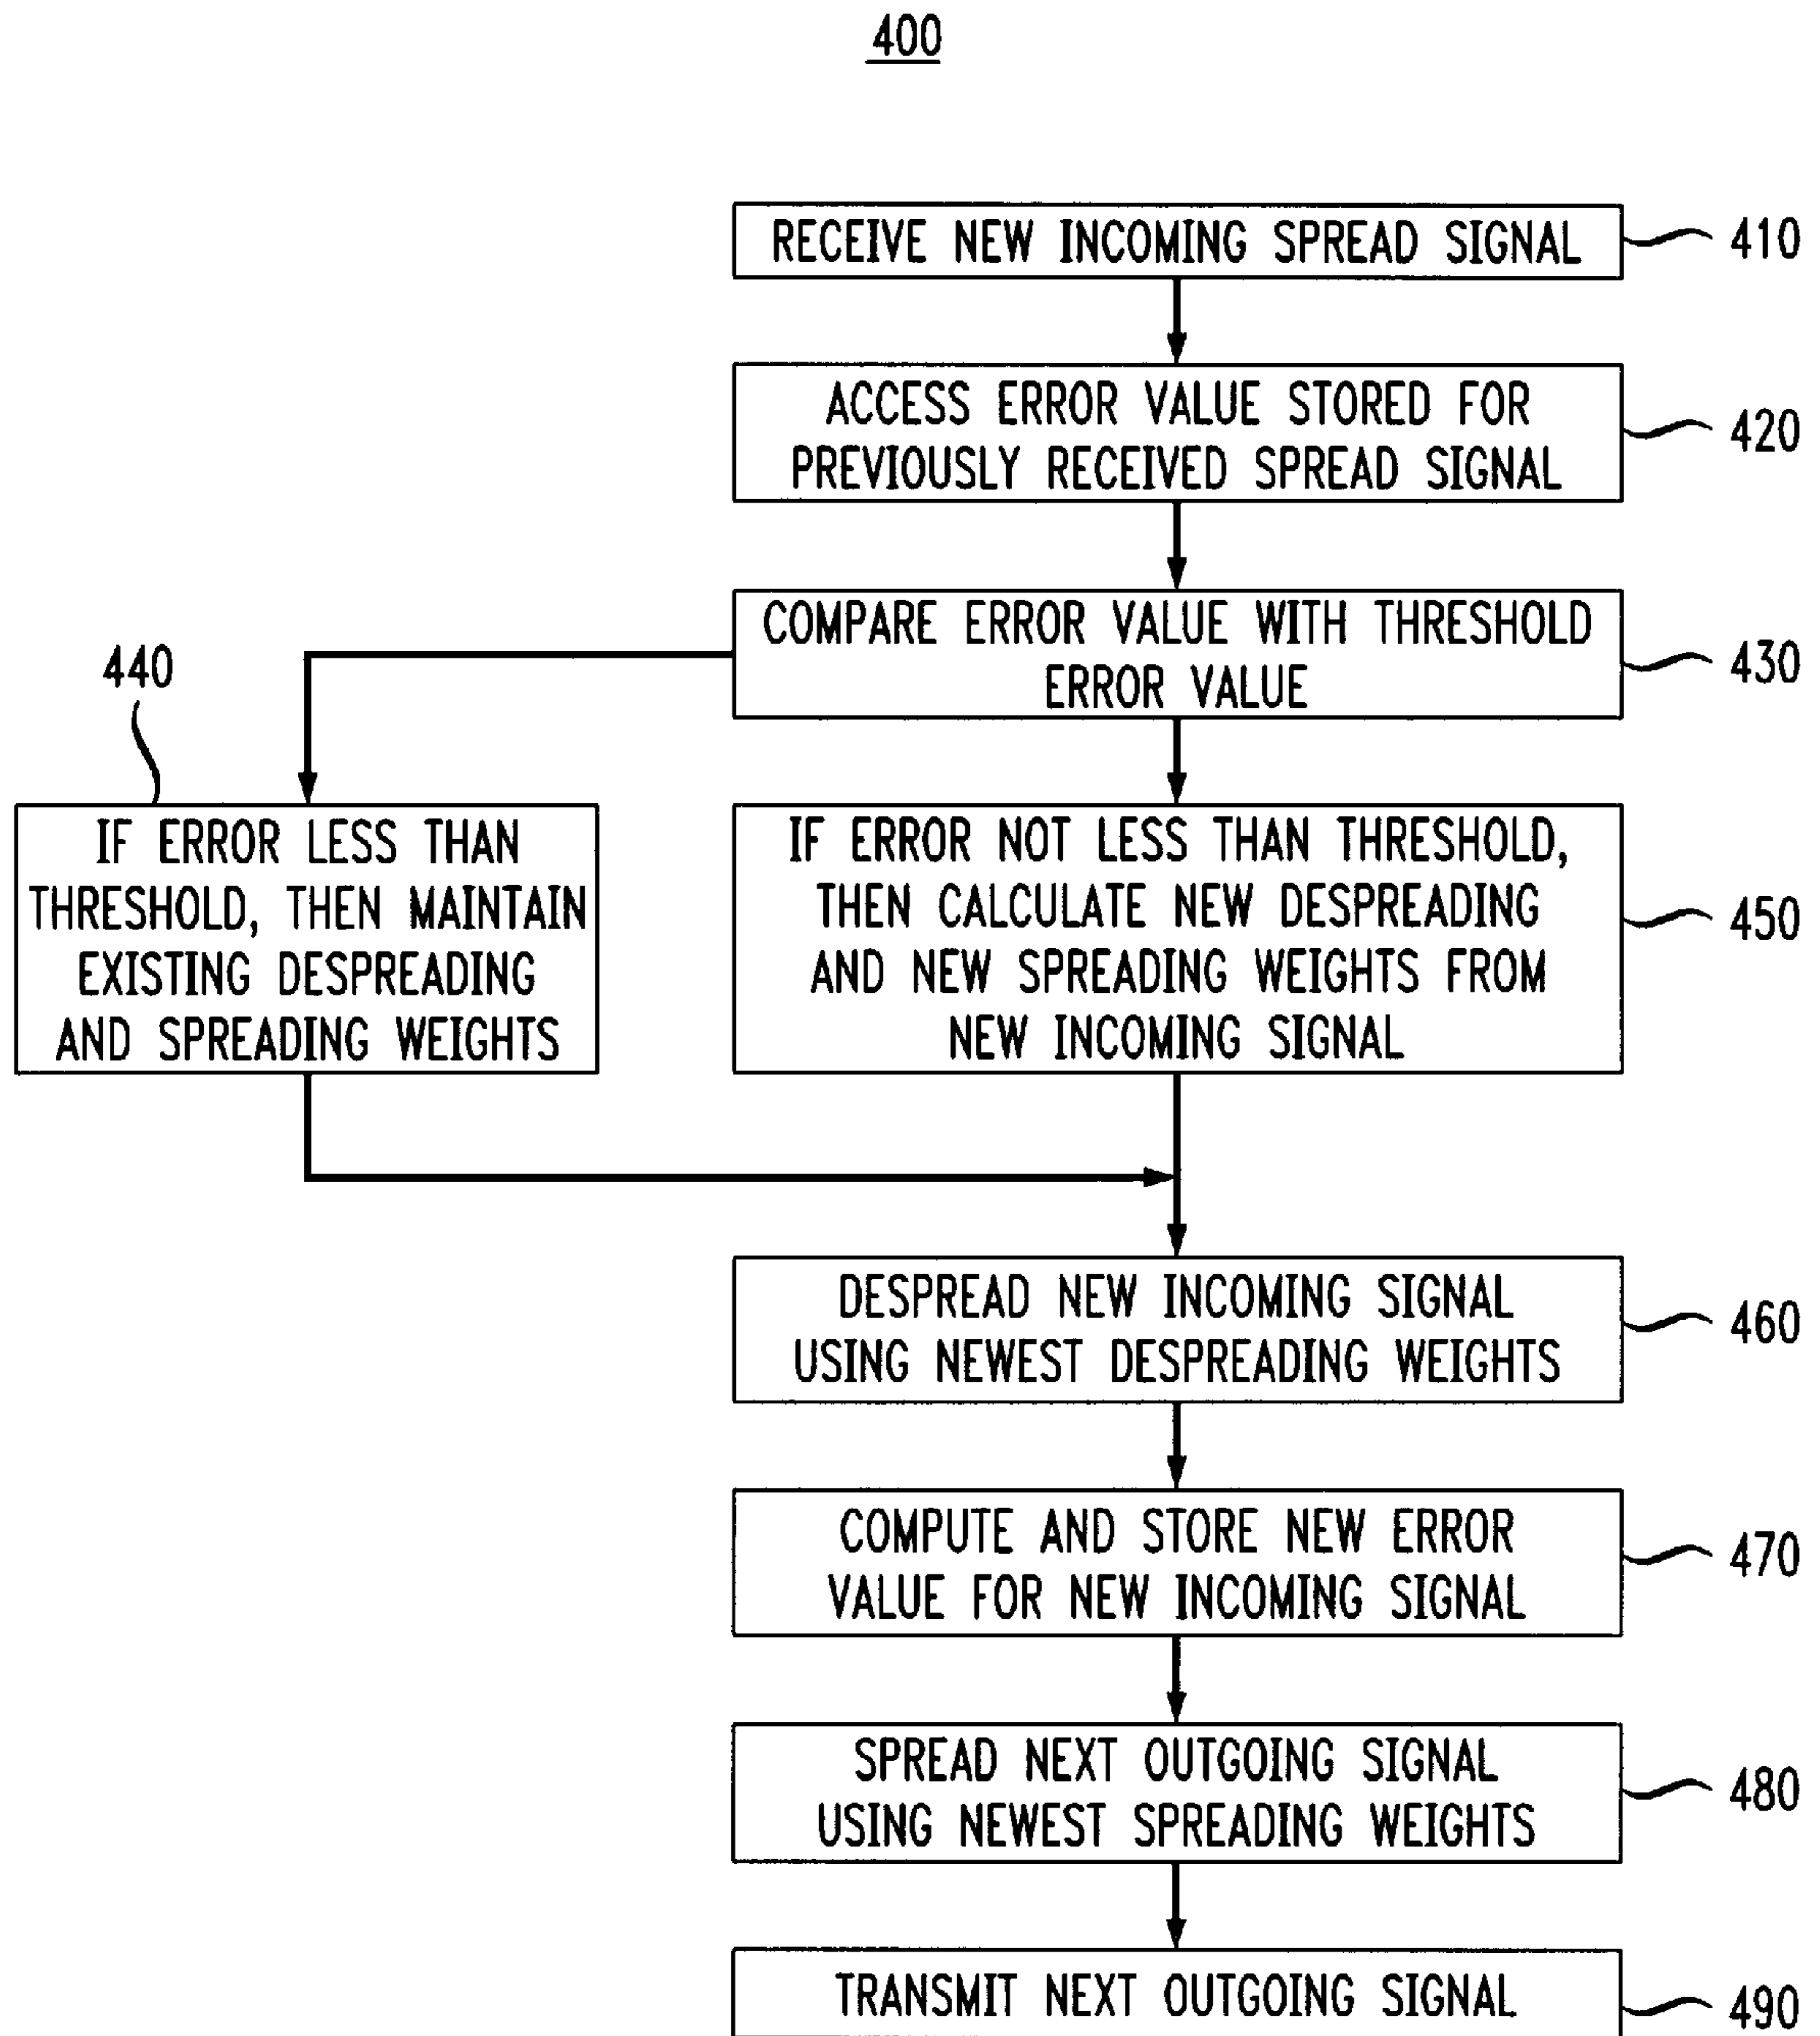 400
RECEIVE NEW INCOMING SPREAD SIGNAL
410
ACCESS ERROR VALUE STORED FOR
PREVIOUSLY RECEIVED SPREAD SIGNAL
420
COMPARE ERROR VALUE WITH THRESHOLD
ERROR VALUE
430
440
IF ERROR LESS THAN
THRESHOLD, THEN MAINTAIN
EXISTING DESPREADING
AND SPREADING WEIGHTS
IF ERROR NOT LESS THAN THRESHOLD,
THEN CALCULATE NEW DESPREADING
AND NEW SPREADING WEIGHTS FROM
NEW INCOMING SIGNAL
450
DESPREAD NEW INCOMING SIGNAL
USING NEWEST DESPREADING WEIGHTS
460
COMPUTE AND STORE NEW ERROR
VALUE FOR NEW INCOMING SIGNAL
470
SPREAD NEXT OUTGOING SIGNAL
USING NEWEST SPREADING WEIGHTS
480
TRANSMIT NEXT OUTGOING SIGNAL
490